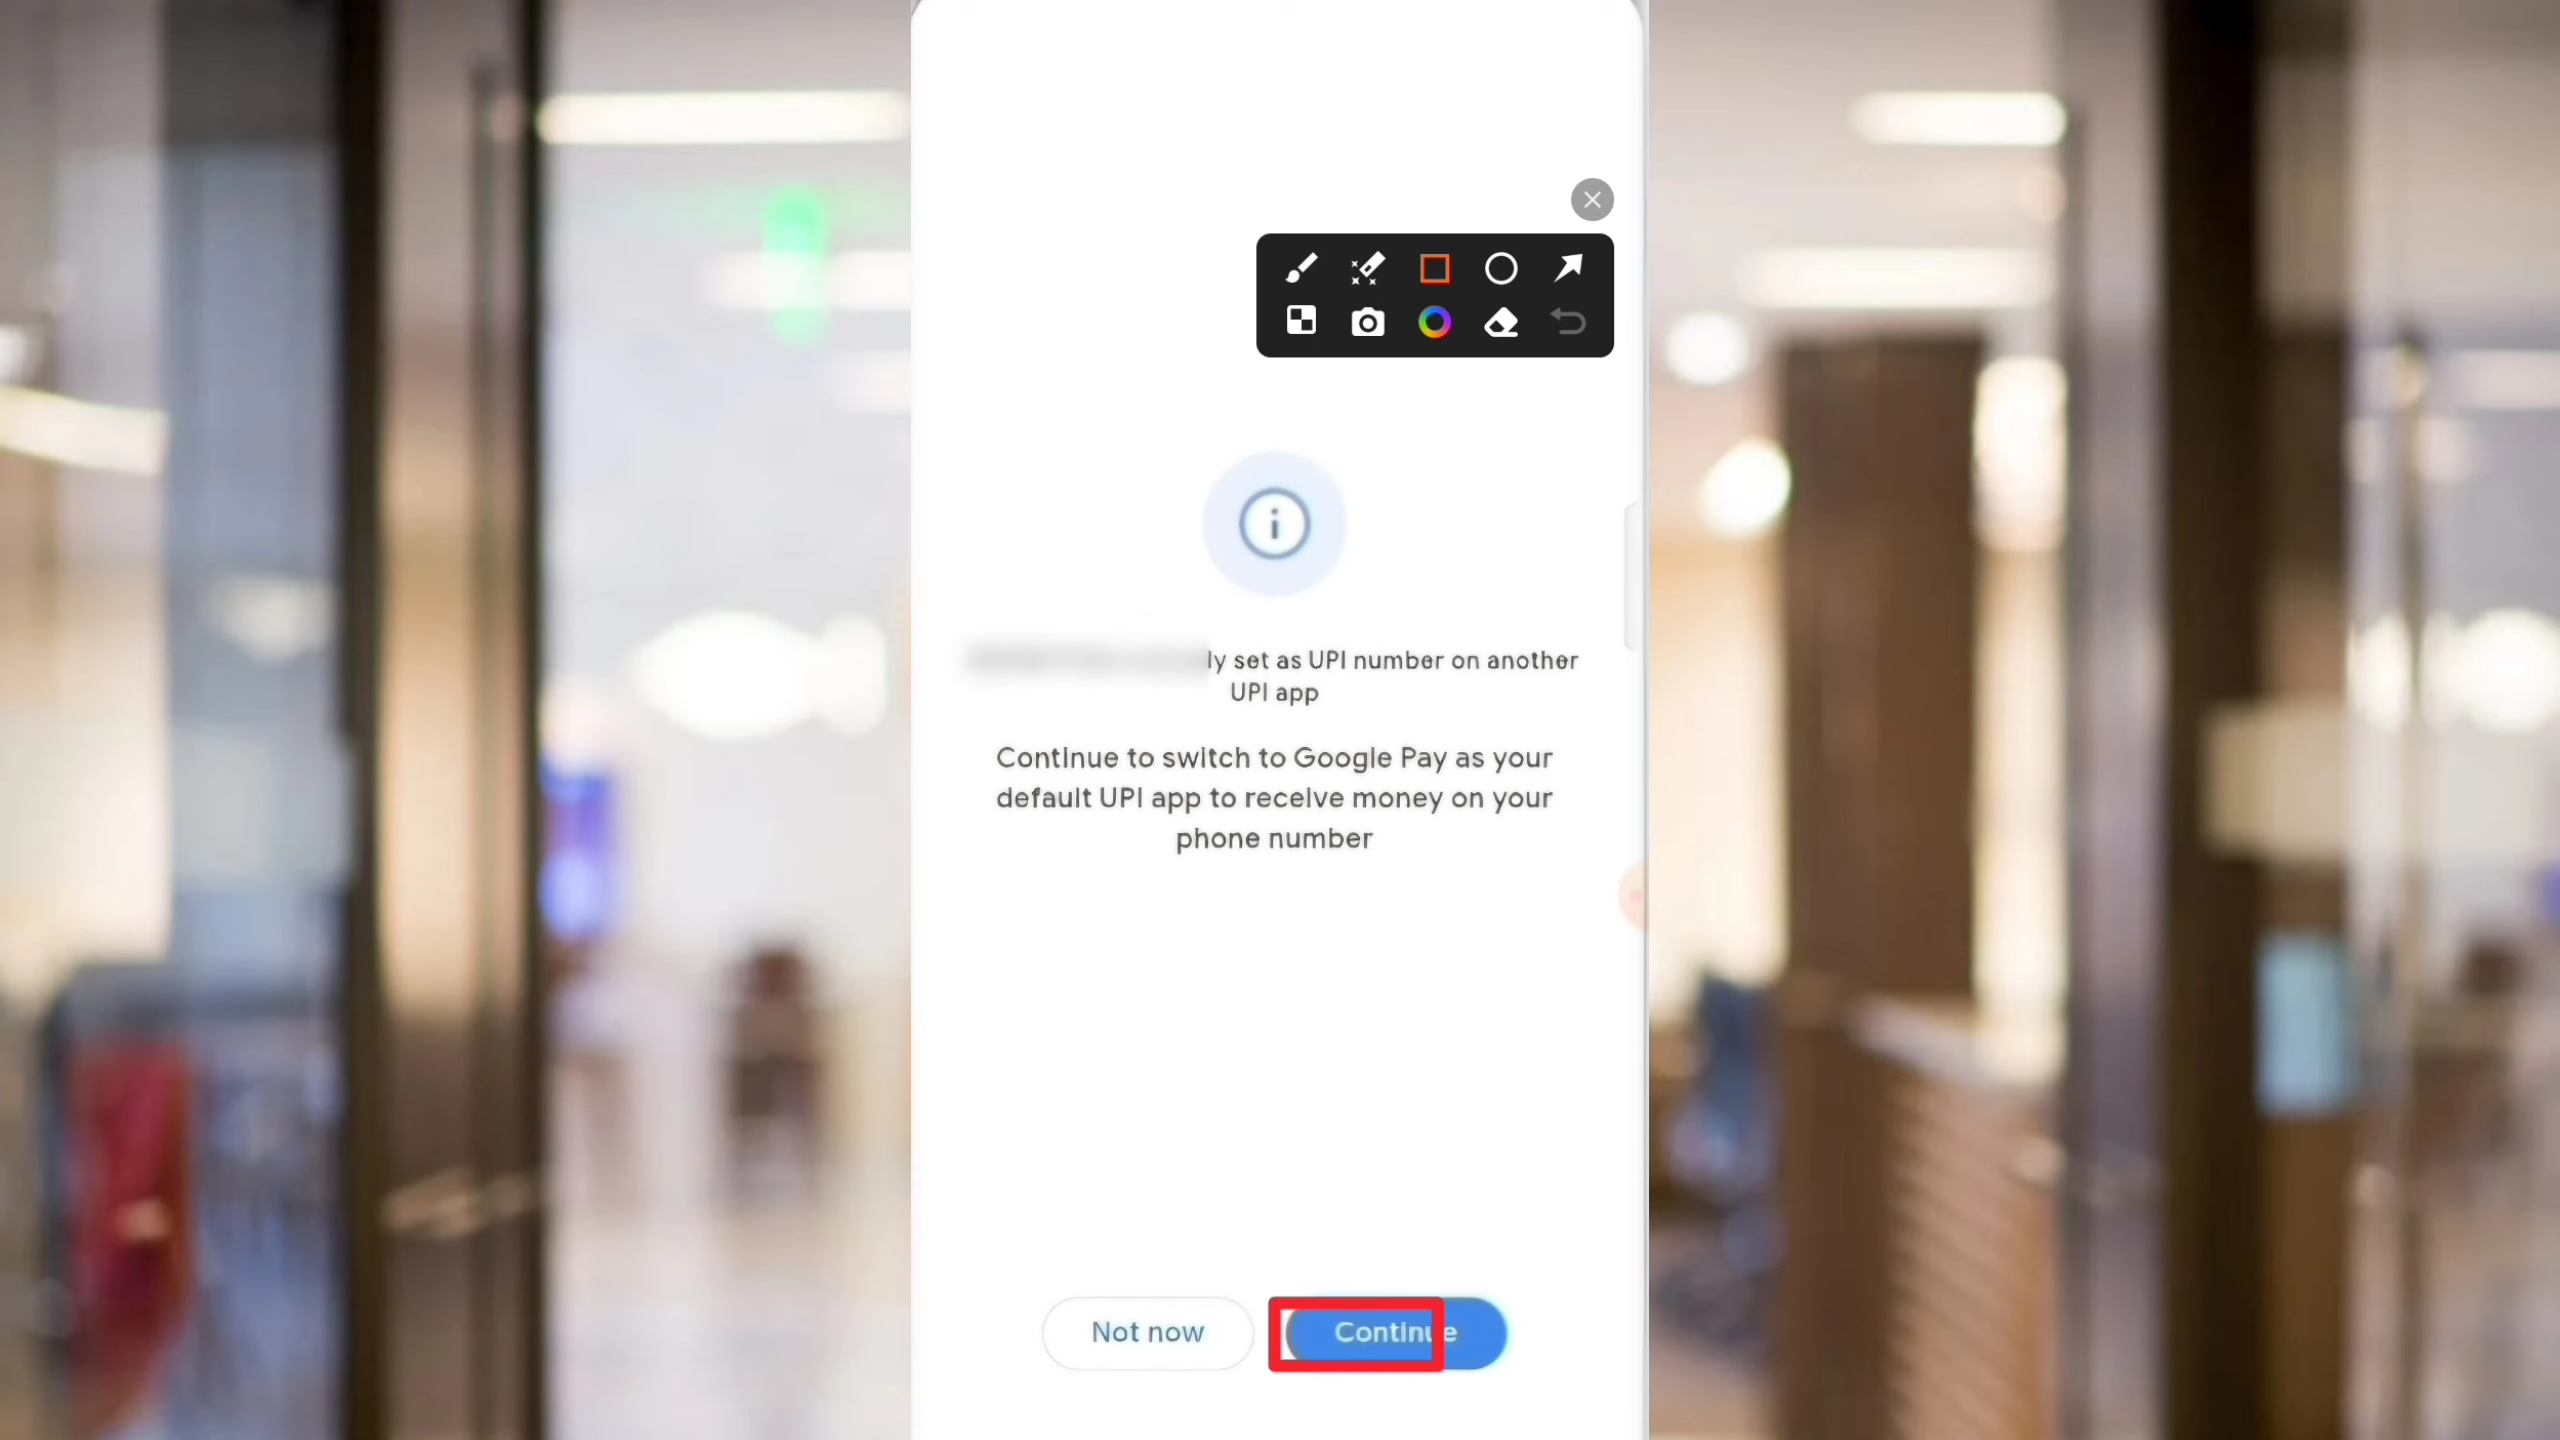 ly set as UPI number on another
UPI app
Continue to switch to Google Pay as your
default UPI app to receive money on your
phone number
Not now
Continue